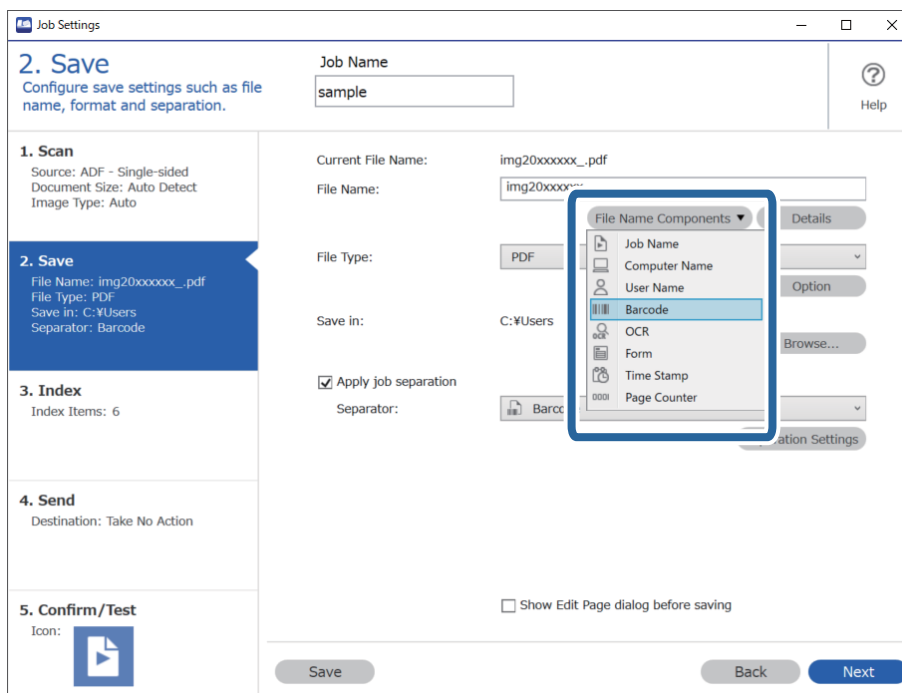 Job Settings
2. Save
Configure save settings such as file
name, format and separation.
Job Name
sample
Help
1. Scan
Source: ADF - Single-sided
Document Size: Auto Detect
Image Type: Auto
2. Save
File Name: img20xxxxxx_.pdf
File Type: PDF
Save in: C:¥Users
Separator: Barcode
3. Index
Index Items: 6
4. Send
Destination: Take No Action
5. Confirm/Test
Icon:
Current File Name: img20xxxxxx_.pdf
File Name: img20xxxxxx
File Name Components Details
Job Name
Computer Name
User Name
Barcode
OCR
Form
Time Stamp
Page Counter
File Type: PDF
Option
Save in: C:¥Users
Browse...
Apply job separation
Separator: Barco
ation Settings
Show Edit Page dialog before saving
Save Back Next